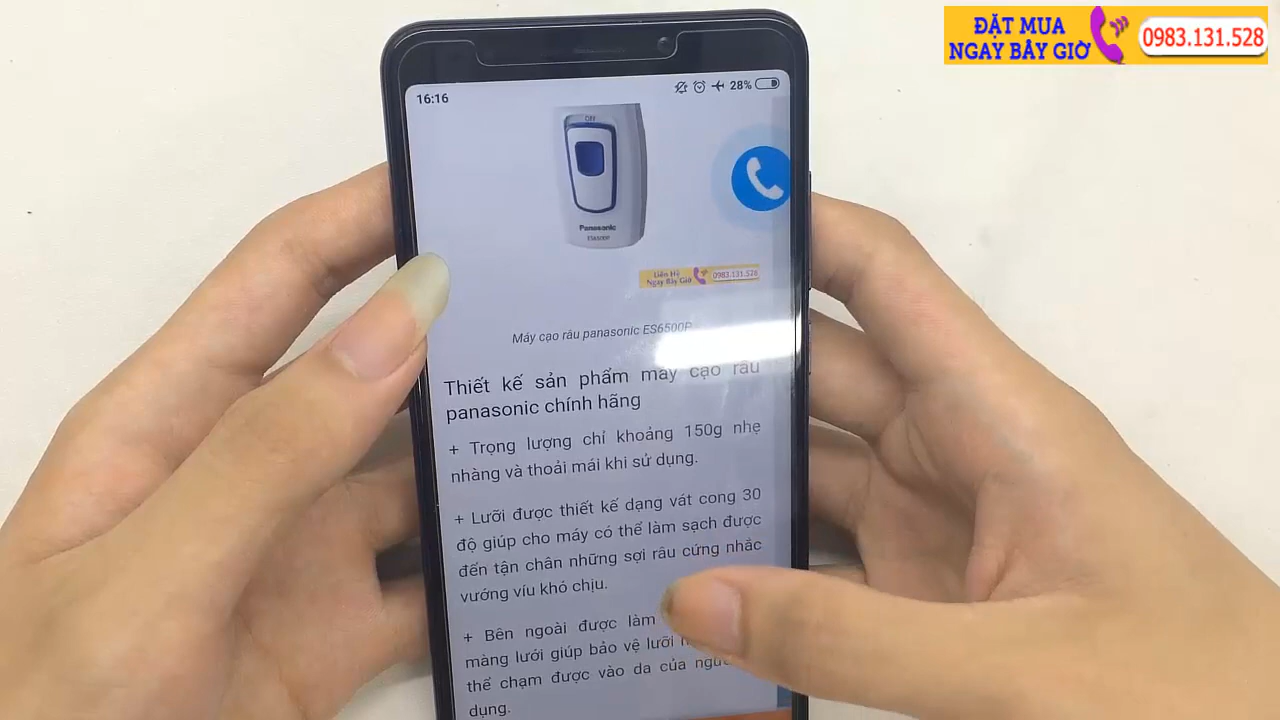 ĐẶT MUA
NGAY BÂY GIỜ
0983.131.528
16:16
28%
OFF
Panasonic
ES6500P
Liên Hệ
Ngay Bây Giờ
0983.131.528
Máy cạo râu panasonic ES6500P
Thiết kế sản phẩm máy cạo râu
panasonic chính hãng
+ Trọng lượng chỉ khoảng 150g nhẹ
nhàng và thoải mái khi sử dụng.
+ Lưỡi được thiết kế dạng vát cong 30
độ giúp cho máy có thể làm sạch được
đến tận chân những sợi râu cứng nhắc
vướng víu khó chịu.
+ Bên ngoài được làm
màng lưới giúp bảo vệ lưỡi
thể chạm được vào da của
dụng.